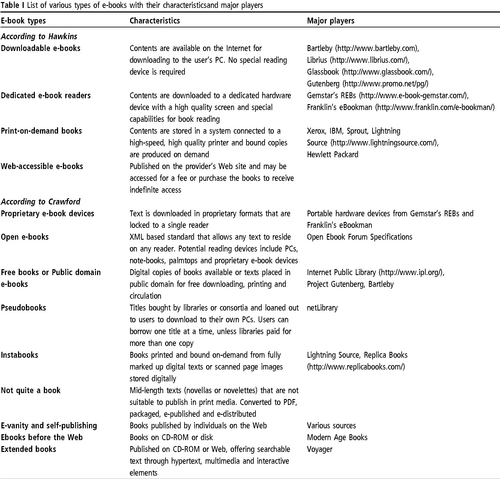 Table I List of various types of e-books with their characteristicsand major players
E-book types Characteristics Major players
According to Hawkins
Downloadable e-books Contents are available on the Internet for Bartleby (http://www.bartleby.com),
downloading to the user's PC. No special reading Librius (http://www.librius.com/),
device is required Glassbook (http://www.glassbook.com/),
Gutenberg (http://www.promo.net/pg/)
Dedicated e-book readers Contents are downloaded to a dedicated hardware Gemstar's REBs (http://www.e-book-gemstar.com/),
device with a high quality screen and special Franklin's eBookman (http://www.franklin.com/e-bookman/)
capabilities for book reading
Print-on-demand books Contents are stored in a system connected to a Xerox, IBM, Sprout, Lightning
high-speed, high quality printer and bound copies Source (http://www.lightningsource.com/),
are produced on demand Hewlett Packard
Web-accessible e-books Published on the provider's Web site and may be
accessed for a fee or purchase the books to receive
indefinite access
According to Crawford
Proprietary e-book devices Text is downloaded in proprietary formats that are Portable hardware devices from Gemstar's REBs and
locked to a single reader Franklin's eBookman
Open e-books XML based standard that allows any text to reside Open Ebook Forum Specifications
on any reader. Potential reading devices include PCs,
note-books, palmtops and proprietary e-book devices
Free books or Public domain Digital copies of books available or texts placed in Internet Public Library (http://www.ipl.org/),
e-books public domain for free downloading, printing and Project Gutenberg, Bartleby
circulation
Pseudobooks Titles bought by libraries or consortia and loaned out netLibrary
to users to download to their own PCs. Users can
borrow one title at a time, unless libraries paid for
more than one copy
Instabooks Books printed and bound on-demand from fully Lightning Source, Replica Books
marked up digital texts or scanned page images (http://www.replicabooks.com/)
stored digitally
Not quite a book Mid-length texts (novellas or novelettes) that are not
suitable to publish in print media. Converted to PDF,
packaged, e-published and e-distributed
E-vanity and self-publishing Books published by individuals on the Web Various sources
Ebooks before the Web Books on CD-ROM or disk Modern Age Books
Extended books Published on CD-ROM or Web, offering searchable Voyager
text through hypertext, multimedia and interactive
elements